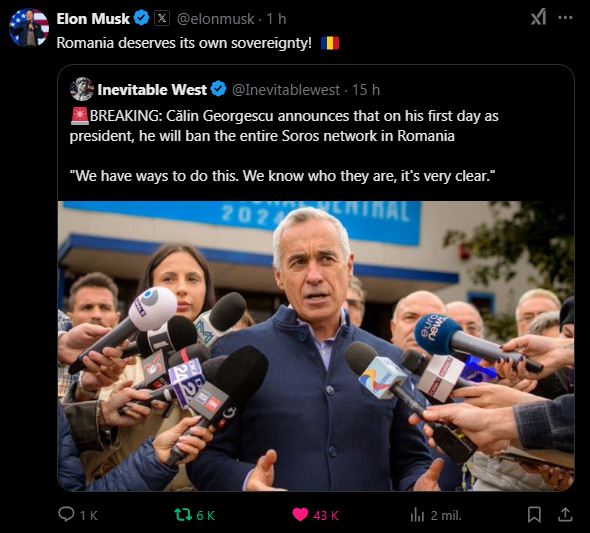 Elon Musk @elonmusk · 1 h
Romania deserves its own sovereignty!
Inevitable West @Inevitablewest · 15 h
BREAKING: Călin Georgescu announces that on his first day as
president, he will ban the entire Soros network in Romania
"We have ways to do this. We know who they are, it's very clear."
CENTRAL
2024
euro
news.
1 K
6 K
43 K
2 mil.